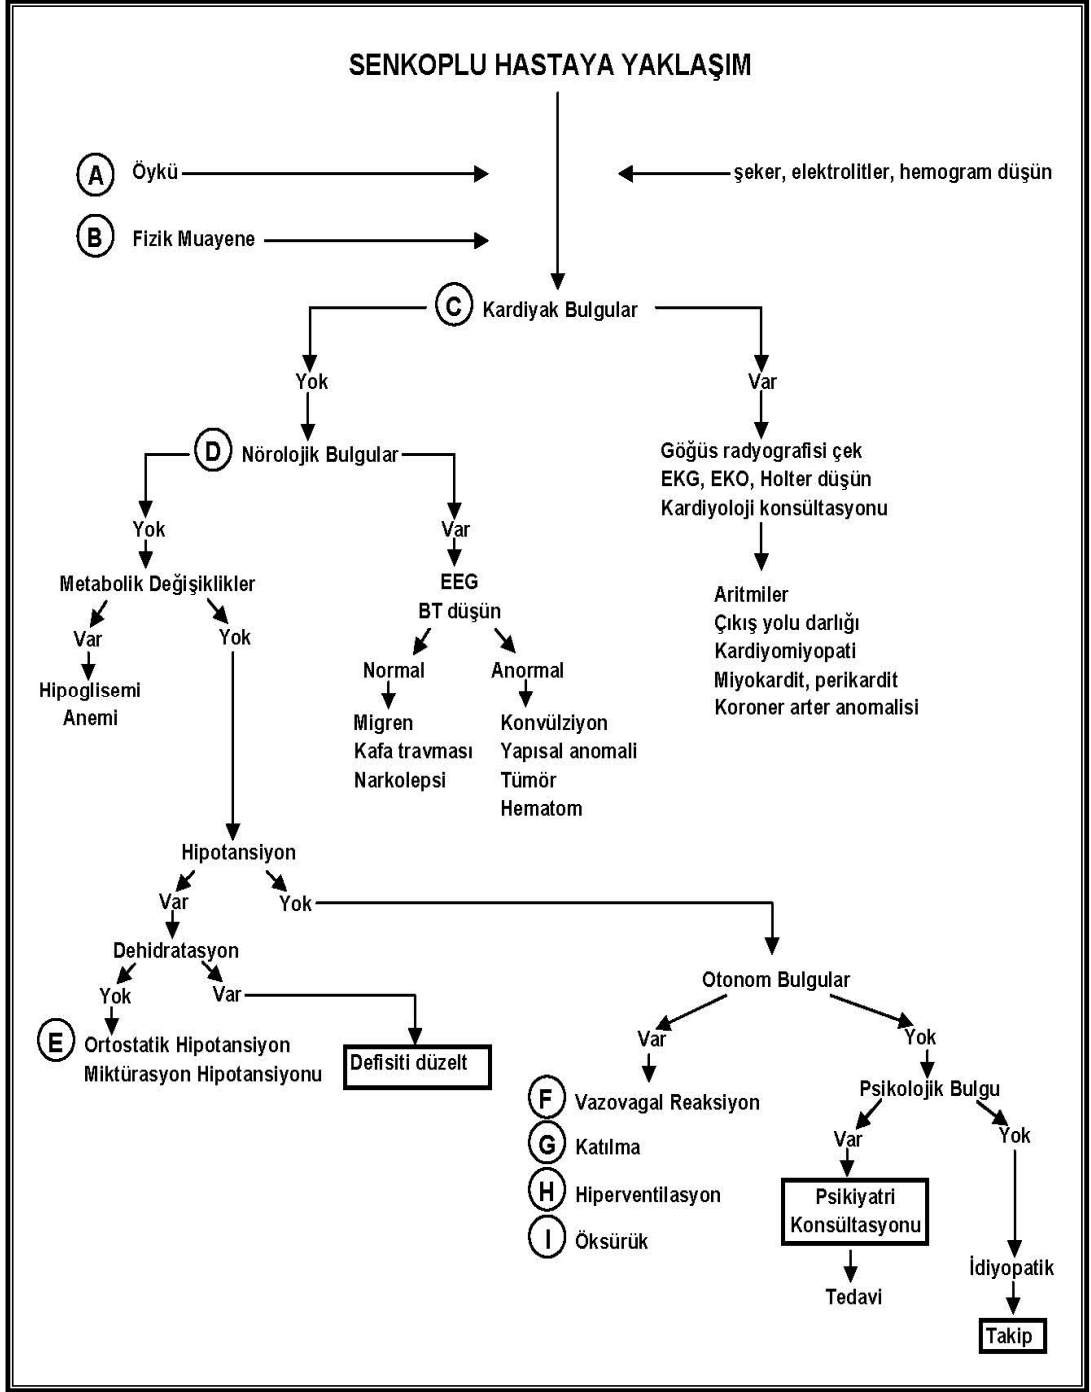 SENKOPLU HASTAYA YAKLAŞIM
A Öykü
şeker, elektrolitler, hemogram düşün
B Fizik Muayene
C Kardiyak Bulgular
Yok
Var
D Nörolojik Bulgular
Göğüs radyografisi çek
EKG, EKO, Holter düşün
Kardiyoloji konsültasyonu
Yok
Var
Metabolik Değişiklikler
EEG
BT düşün
Aritmiler
Çıkış yolu darlığı
Kardiyomiyopati
Miyokardit, perikardit
Koroner arter anomalisi
Var
Yok
Normal
Anormal
Hipoglisemi
Anemi
Migren
Kafa travması
Narkolepsi
Konvülziyon
Yapısal anomali
Tümör
Hematom
Hipotansiyon
Var
Yok
Dehidratasyon
Otonom Bulgular
Yok
Var
E Ortostatik Hipotansiyon
Miktürasyon Hipotansiyonu
Defisiti düzelt
Var
Yok
Psikolojik Bulgu
F Vazovagal Reaksiyon
G Katılma
H Hiperventilasyon
I Öksürük
Var
Yok
Psikiyatri
Konsültasyonu
Tedavi
İdiyopatik
Takip